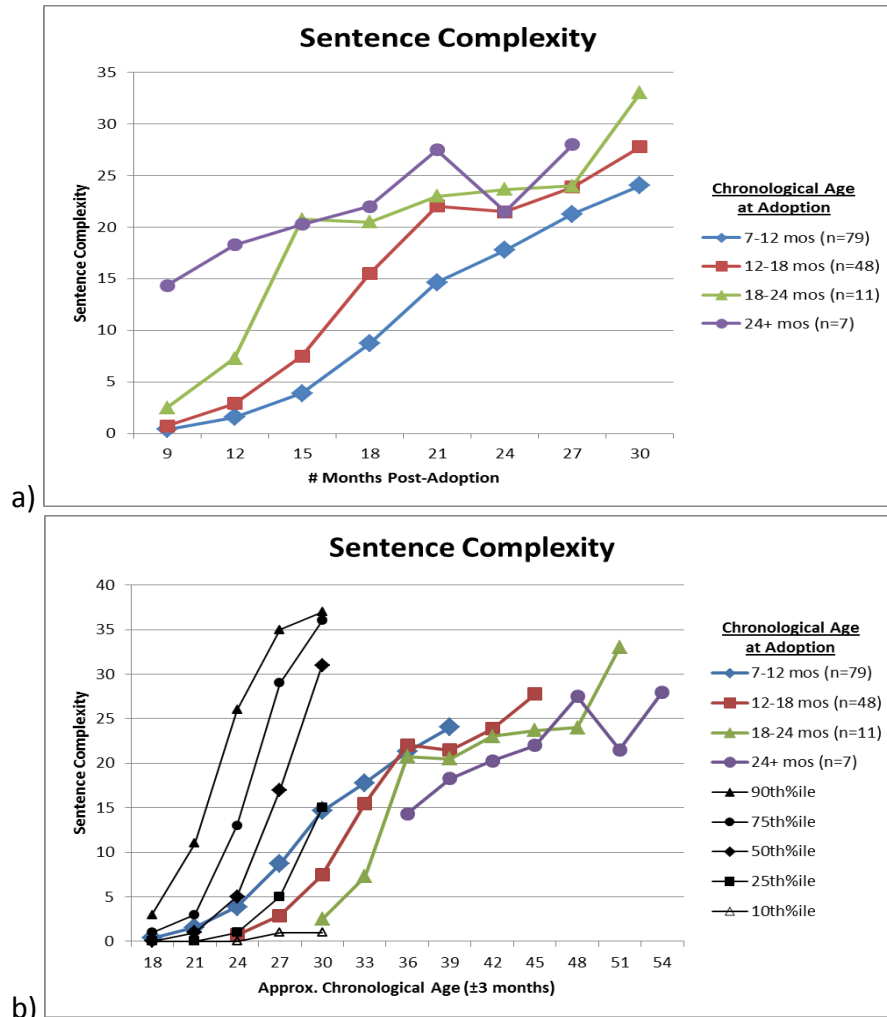 Sentence Complexity
35
30
25
20
15
10
5
0
Sentence Complexity
9 12 15 18 21 24 27 30
# Months Post-Adoption
Chronological Age
at Adoption
7-12 mos (n=79)
12-18 mos (n=48)
18-24 mos (n=11)
24+ mos (n=7)
a)
Sentence Complexity
40
35
30
25
20
15
10
5
0
Sentence Complexity
18 21 24 27 30 33 36 39 42 45 48 51 54
Approx. Chronological Age (±3 months)
Chronological Age
at Adoption
7-12 mos (n=79)
12-18 mos (n=48)
18-24 mos (n=11)
24+ mos (n=7)
90th%ile
75th%ile
50th%ile
25th%ile
10th%ile
b)